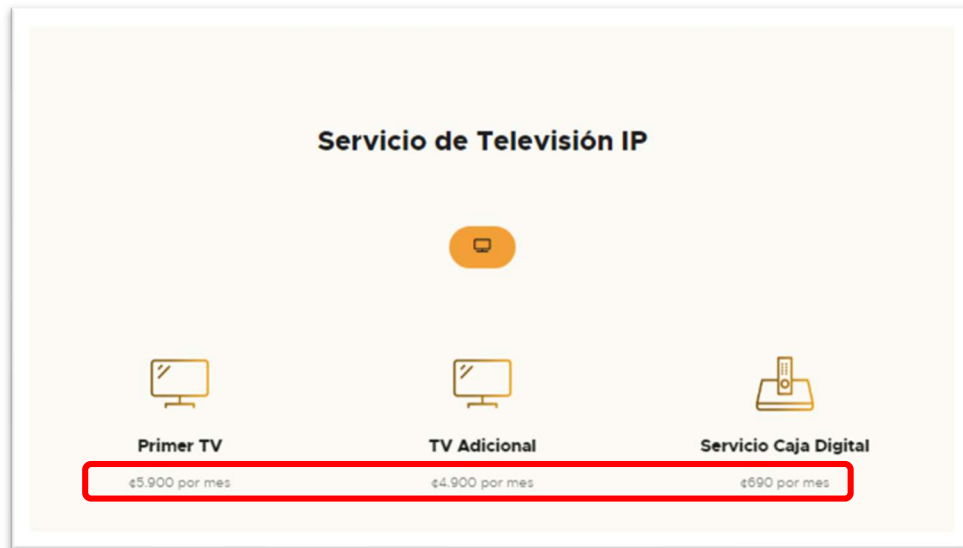 Servicio de Televisión IP
Primer TV
¢5.900 por mes
TV Adicional
¢4.900 por mes
Servicio Caja Digital
¢690 por mes